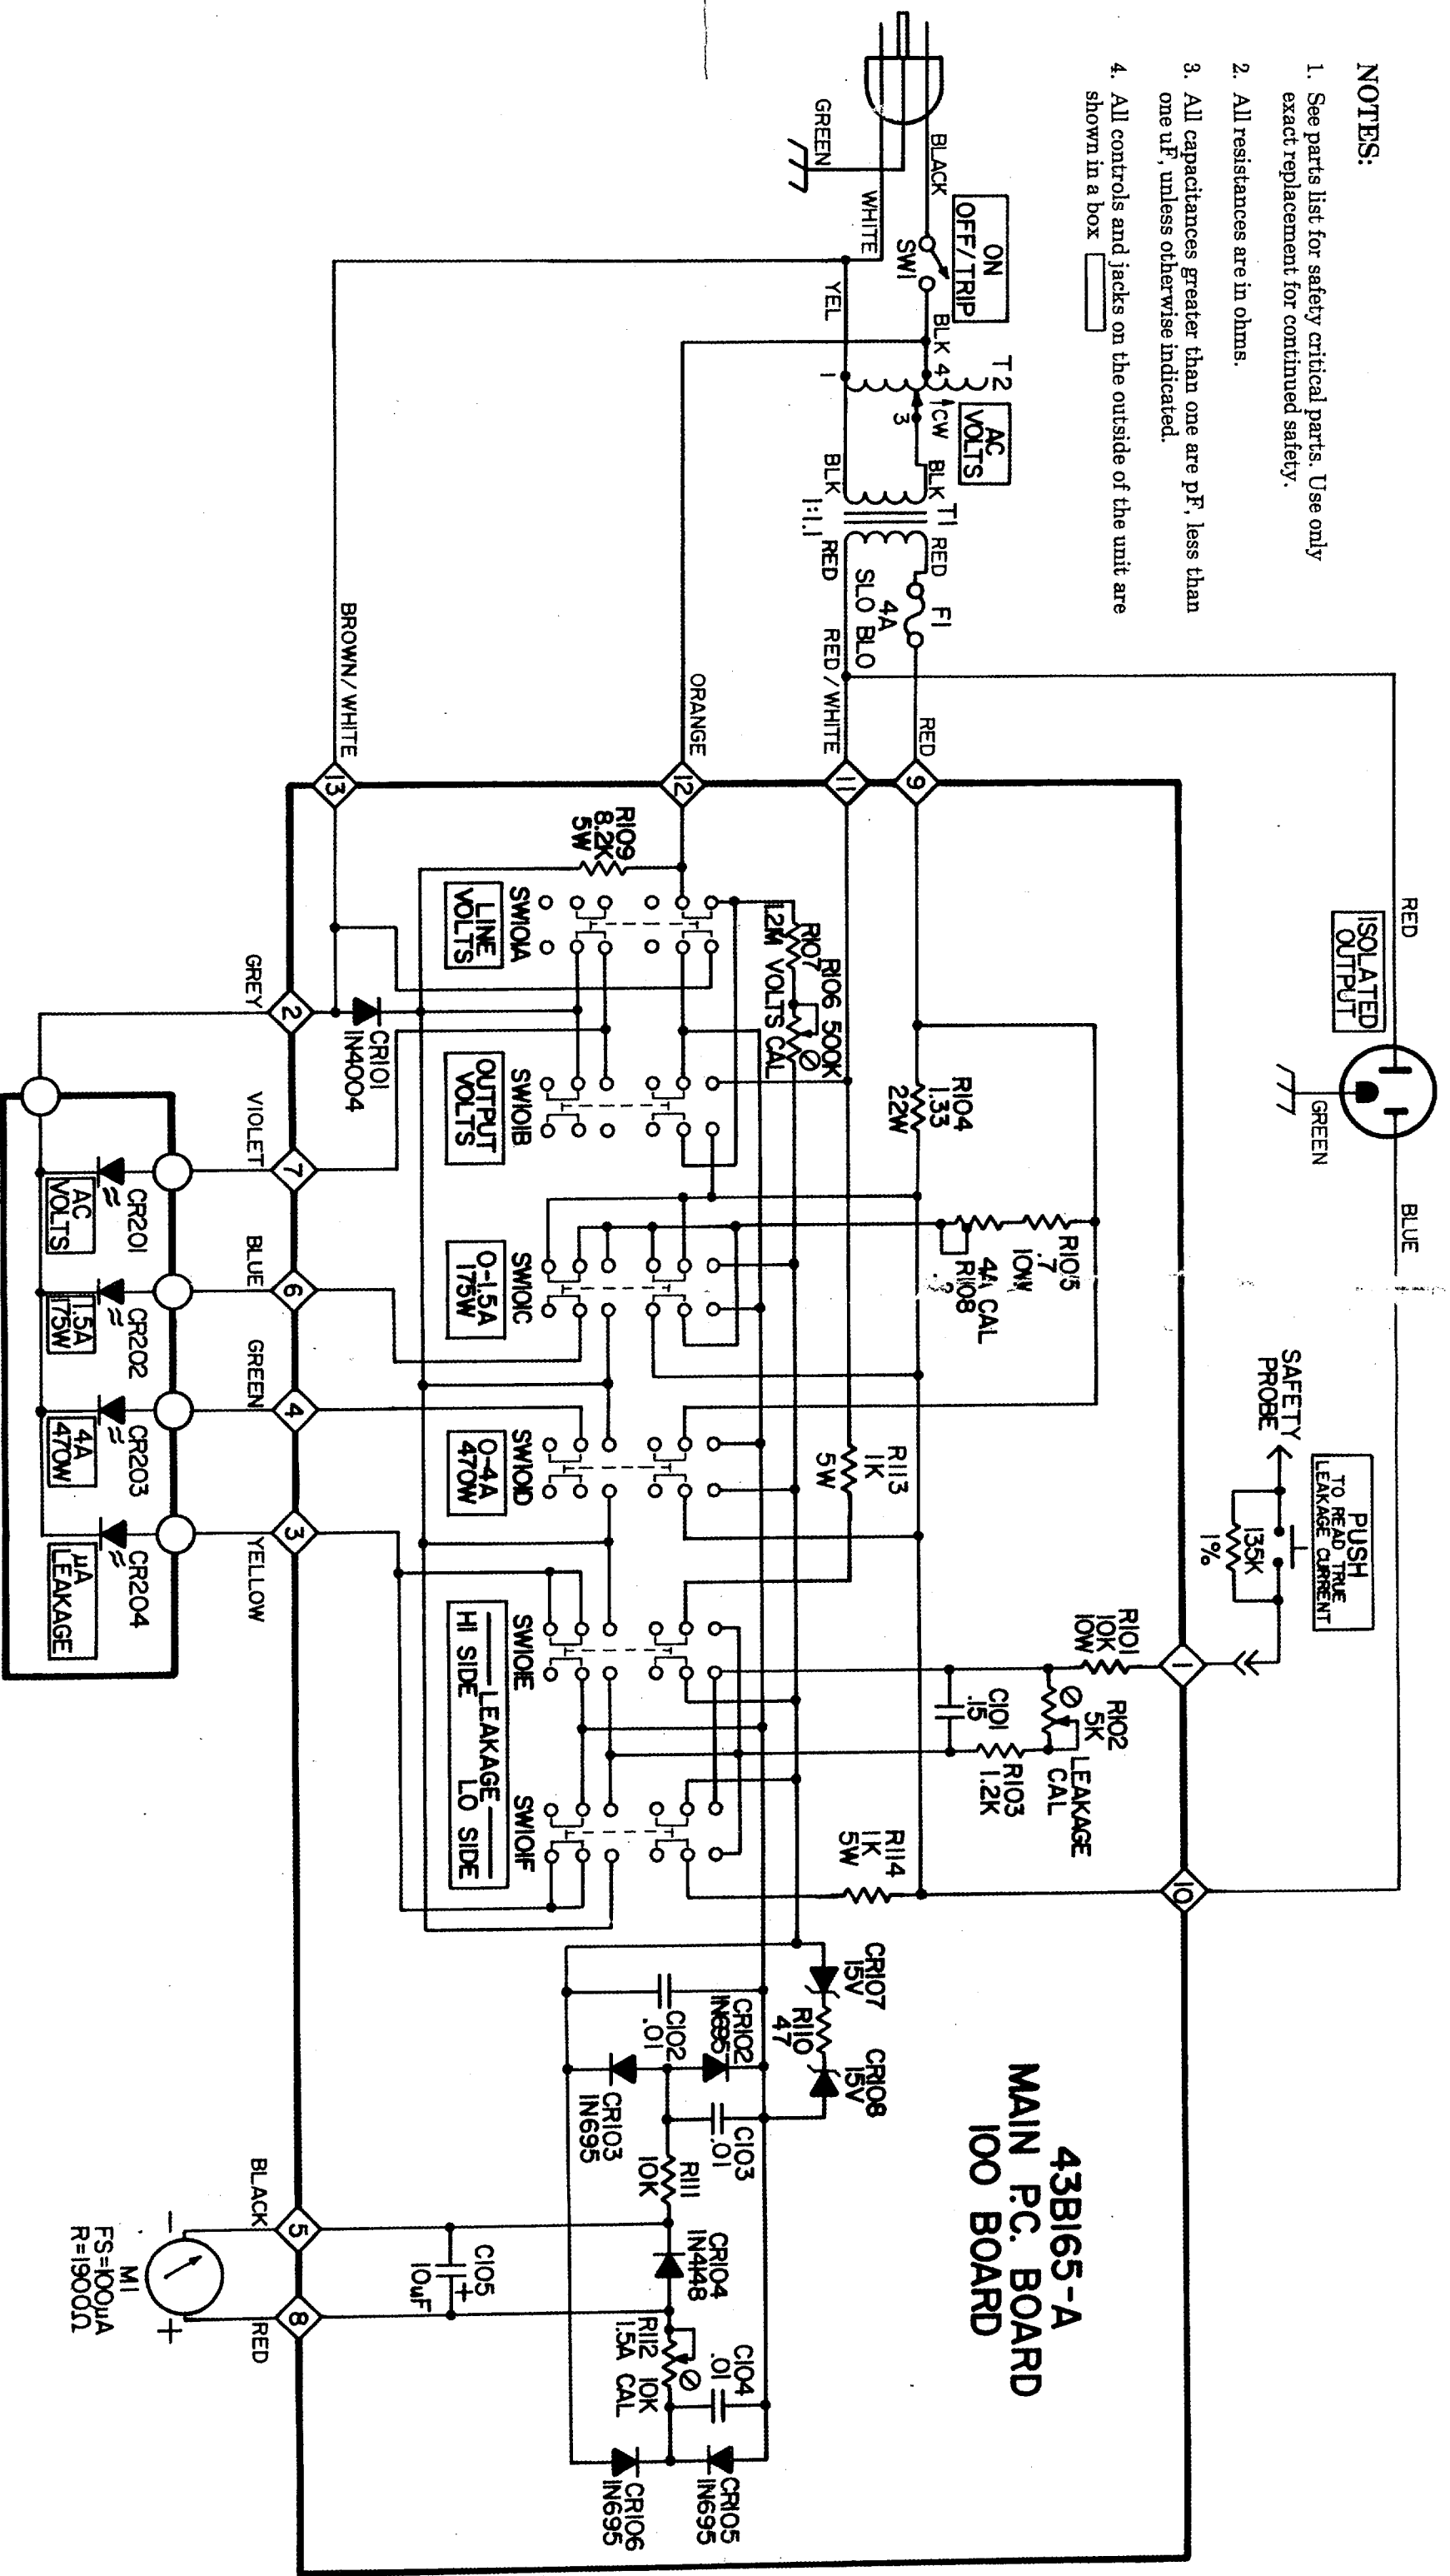 NOTES:
1. See parts list for safety critical parts. Use only
exact replacement for continued safety.
2. All resistances are in ohms.
3. All capacitances greater than one are pF, less than
one uF, unless otherwise indicated.
4. All controls and jacks on the outside of the unit are
shown in a box
GREEN
BLACK
WHITE
ON
OFF/TRIP
SW1
YEL
BLK
4
T2
1
3
CW
AC
VOLTS
BLK
BLK
T1
1:1.1
RED
RED
F1
4A
SLO BLO
RED/WHITE
RED
ORANGE
BROWN/WHITE
RED
ISOLATED
OUTPUT
GREEN
BLUE
SAFETY
PROBE
PUSH
TO READ TRUE
LEAKAGE CURRENT
13.5K
1%
13
12
11
9
1
10
R109
8.2K
5W
SW101A
LINE
VOLTS
R107
1.2M
R106 500K
VOLTS CAL
CR101
1N4004
SW101B
OUTPUT
VOLTS
R104
1.33
22W
R105
.7
10W
4A CAL
R108
.2
SW101C
0-1.5A
175W
SW101D
0-4A
470W
R113
1K
5W
SW101E
LEAKAGE
HI SIDE LO SIDE
SW101F
R101
10K
10W
R102
5K
LEAKAGE
CAL
C101
.15
R103
1.2K
R114
1K
5W
CR107
15V
R110
47
CR108
15V
C102
.01
CR102
1N695
CR103
1N695
C103
.01
R111
10K
CR104
1N4148
C105
10uF
+
R112 10K
1.5A CAL
C104
.01
CR105
1N695
CR106
1N695
43B165-A
MAIN P.C. BOARD
100 BOARD
GREY
2
VIOLET
7
BLUE
6
GREEN
4
3
YELLOW
BLACK
5
8
RED
CR201
AC
VOLTS
CR202
1.5A
175W
CR203
4A
470W
CR204
µA
LEAKAGE
-
+
M1
FS=100µA
R=1900Ω